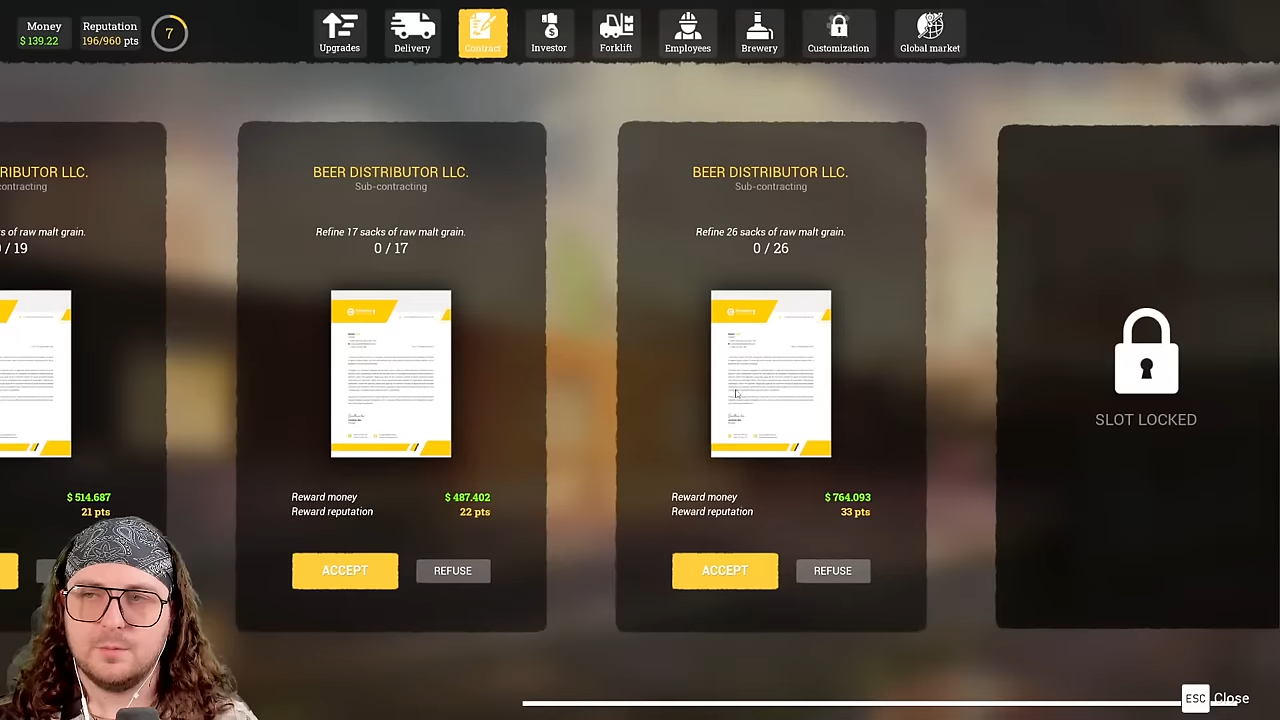 Money
$ 139.22
Reputation
196/960 pts
7
Upgrades
Delivery
Contract
Investor
Forklift
Employees
Brewery
Customization
Global market
RIBUTOR LLC.
contracting
s of raw malt grain.
/ 19
$ 514.687
21 pts
BEER DISTRIBUTOR LLC.
Sub-contracting
Refine 17 sacks of raw malt grain.
0 / 17
Reward money
$ 487.402
Reward reputation
22 pts
ACCEPT
REFUSE
BEER DISTRIBUTOR LLC.
Sub-contracting
Refine 26 sacks of raw malt grain.
0 / 26
Reward money
$ 764.093
Reward reputation
33 pts
ACCEPT
REFUSE
SLOT LOCKED
ESC Close